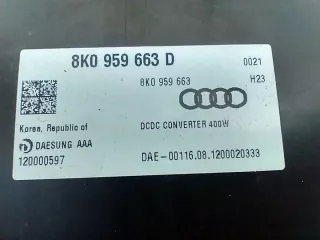 8K0 959 663 D 0021
8K0 959 663 H23
Korea, Republic of
DCDC CONVERTER 400W
DAESUNG AAA
120000597
DAE-00116.08.1200020333